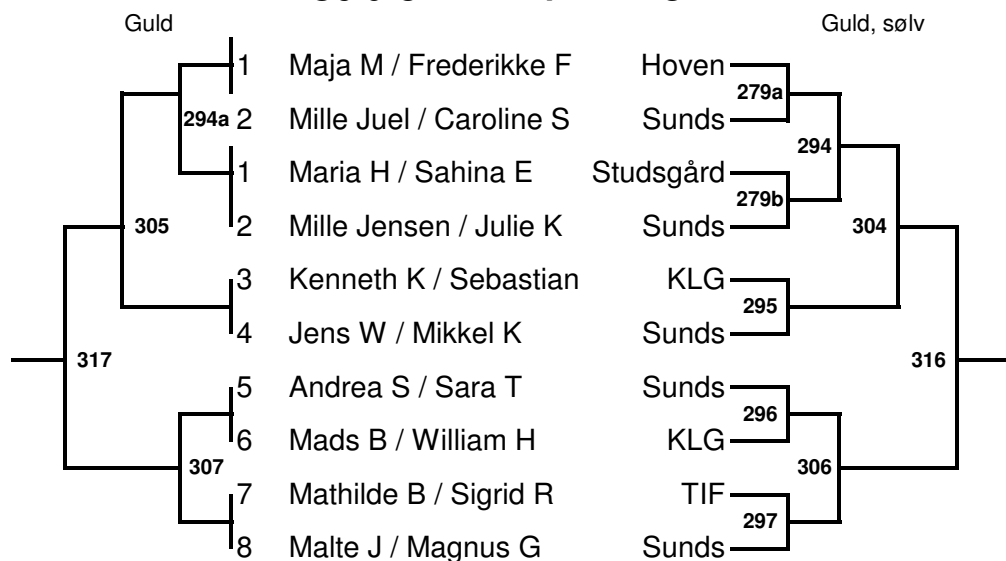 Guld Guld, sølv
1 Maja M / Frederikke F Hoven
279a
294a 2 Mille Juel / Caroline S Sunds
294
1 Maria H / Sahina E Studsgård
279b
305 2 Mille Jensen / Julie K Sunds 304
3 Kenneth K / Sebastian KLG
295
4 Jens W / Mikkel K Sunds
317 316
5 Andrea S / Sara T Sunds
296
6 Mads B / William H KLG
307 306
7 Mathilde B / Sigrid R TIF
297
8 Malte J / Magnus G Sunds